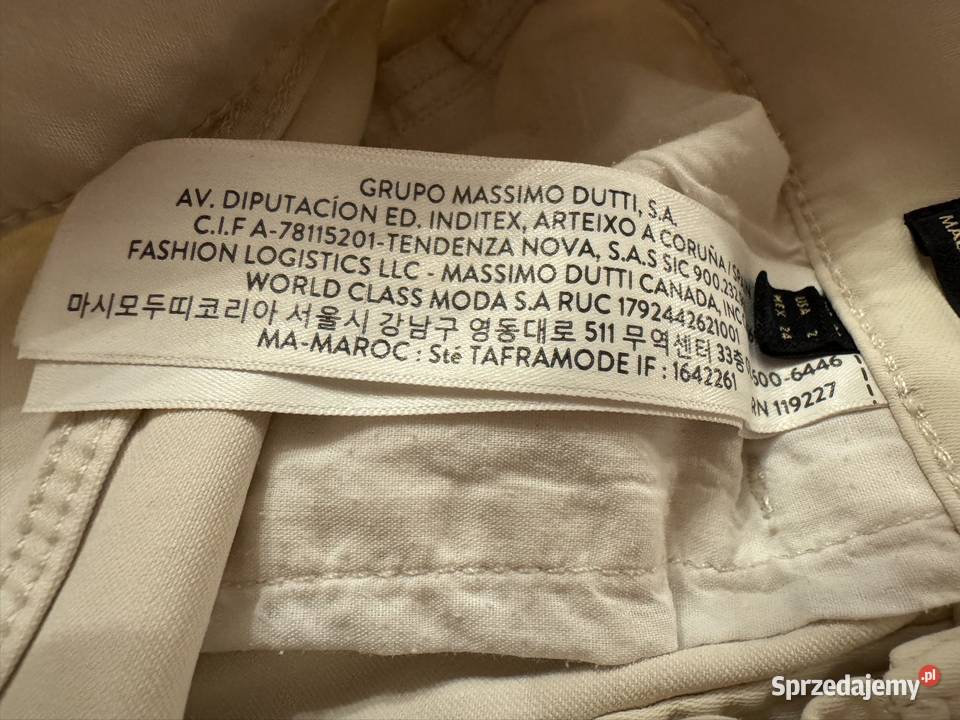 GRUPO MASSIMO DUTTI, S.A.
AV. DIPUTACÍON ED. INDITEX, ARTEIXO A CORUÑA /
C.I.F A-78115201-TENDENZA NOVA, S.A.S SIC 900.232
FASHION LOGISTICS LLC - MASSIMO DUTTI CANADA, INC
WORLD CLASS MODA S.A RUC 1792442621001
마시모두띠코리아 서울시 강남구 영동대로 511 무역센터 33층
MA-MAROC : Sté TAFRAMODE IF : 1642261
500-6446
RN 119227
USA 2
MEX 24
Sprzedajemy.pl